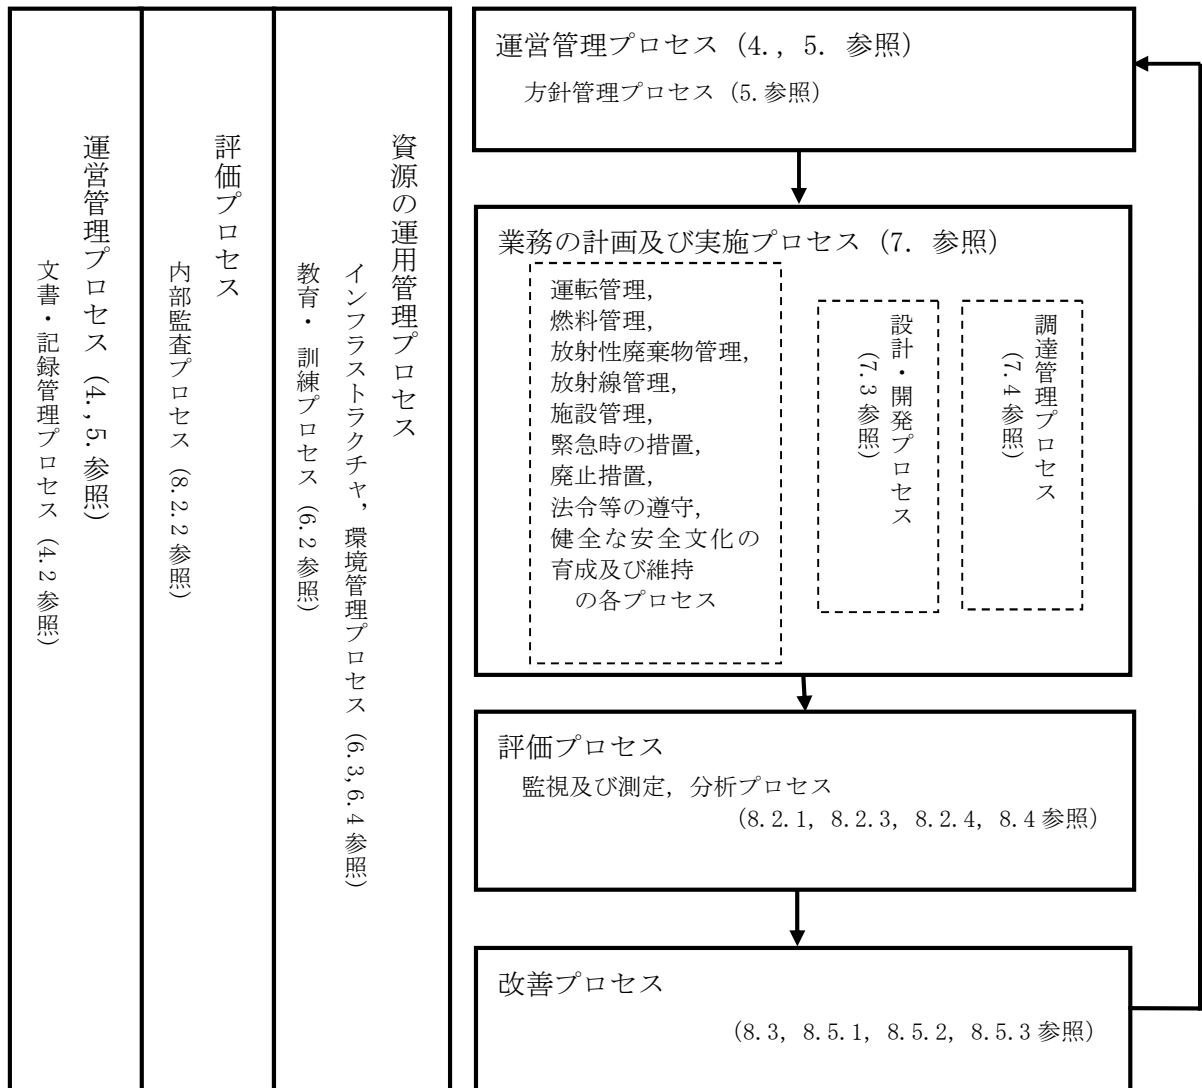 運営管理プロセス（4.，5．参照）
文書・記録管理プロセス（4.2参照）
評価プロセス
内部監査プロセス（8.2.2参照）
資源の運用管理プロセス
インフラストラクチャ，環境管理プロセス（6.3,6.4参照）
教育・訓練プロセス（6.2参照）
運営管理プロセス（4.，5．参照）
方針管理プロセス（5.参照）
業務の計画及び実施プロセス（7．参照）
運転管理，
燃料管理，
放射性廃棄物管理，
放射線管理，
施設管理，
緊急時の措置，
廃止措置，
法令等の遵守，
健全な安全文化の
育成及び維持
の各プロセス
設計・開発プロセス
（7.3参照）
調達管理プロセス
（7.4参照）
評価プロセス
監視及び測定，分析プロセス
（8.2.1，8.2.3，8.2.4，8.4参照）
改善プロセス
（8.3，8.5.1，8.5.2，8.5.3参照）